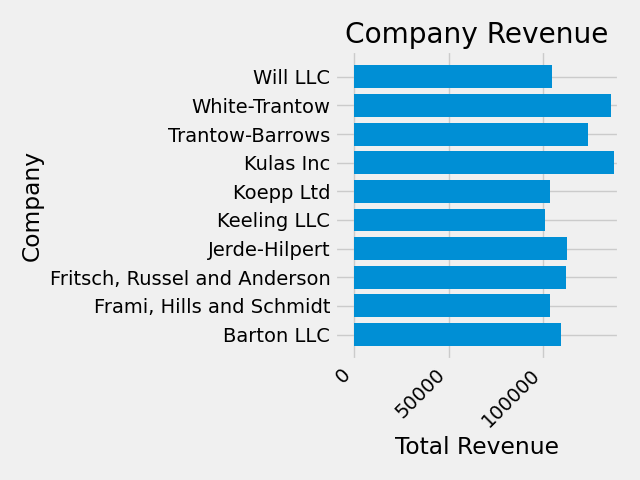 Company Revenue
Company
Will LLC
White-Trantow
Trantow-Barrows
Kulas Inc
Koepp Ltd
Keeling LLC
Jerde-Hilpert
Fritsch, Russel and Anderson
Frami, Hills and Schmidt
Barton LLC
0
50000
100000
Total Revenue